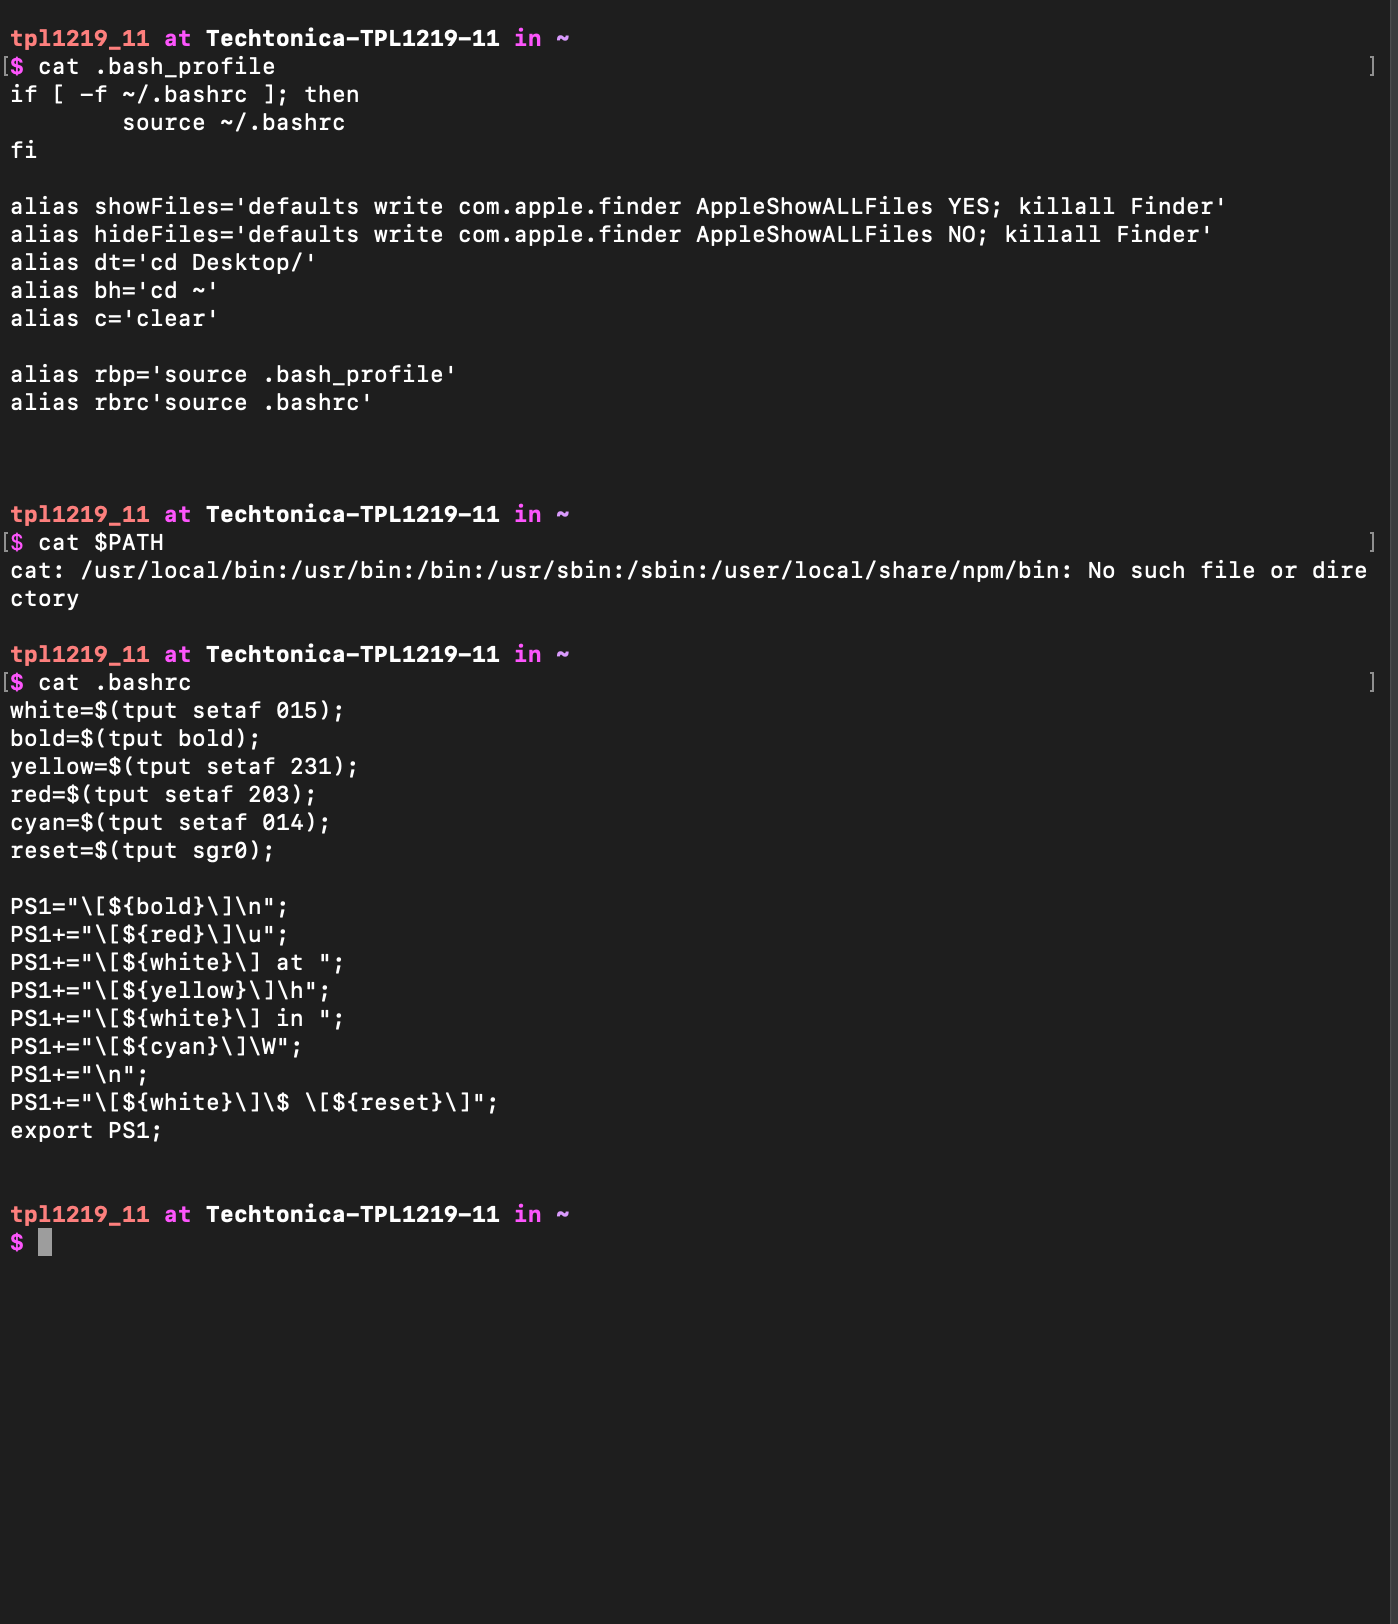 tpl1219_11 at Techtonica-TPL1219-11 in ~
[$ cat .bash_profile ]
if [ -f ~/.bashrc ]; then
        source ~/.bashrc
fi

alias showFiles='defaults write com.apple.finder AppleShowALLFiles YES; killall Finder'
alias hideFiles='defaults write com.apple.finder AppleShowALLFiles NO; killall Finder'
alias dt='cd Desktop/'
alias bh='cd ~'
alias c='clear'

alias rbp='source .bash_profile'
alias rbrc'source .bashrc'

tpl1219_11 at Techtonica-TPL1219-11 in ~
[$ cat $PATH ]
cat: /usr/local/bin:/usr/bin:/bin:/usr/sbin:/sbin:/user/local/share/npm/bin: No such file or dire
ctory

tpl1219_11 at Techtonica-TPL1219-11 in ~
[$ cat .bashrc ]
white=$(tput setaf 015);
bold=$(tput bold);
yellow=$(tput setaf 231);
red=$(tput setaf 203);
cyan=$(tput setaf 014);
reset=$(tput sgr0);

PS1="\[${bold}\]\n";
PS1+="\[${red}\]\u";
PS1+="\[${white}\] at ";
PS1+="\[${yellow}\]\h";
PS1+="\[${white}\] in ";
PS1+="\[${cyan}\]\W";
PS1+="\n";
PS1+="\[${white}\]\$ \[${reset}\]";
export PS1;

tpl1219_11 at Techtonica-TPL1219-11 in ~
$